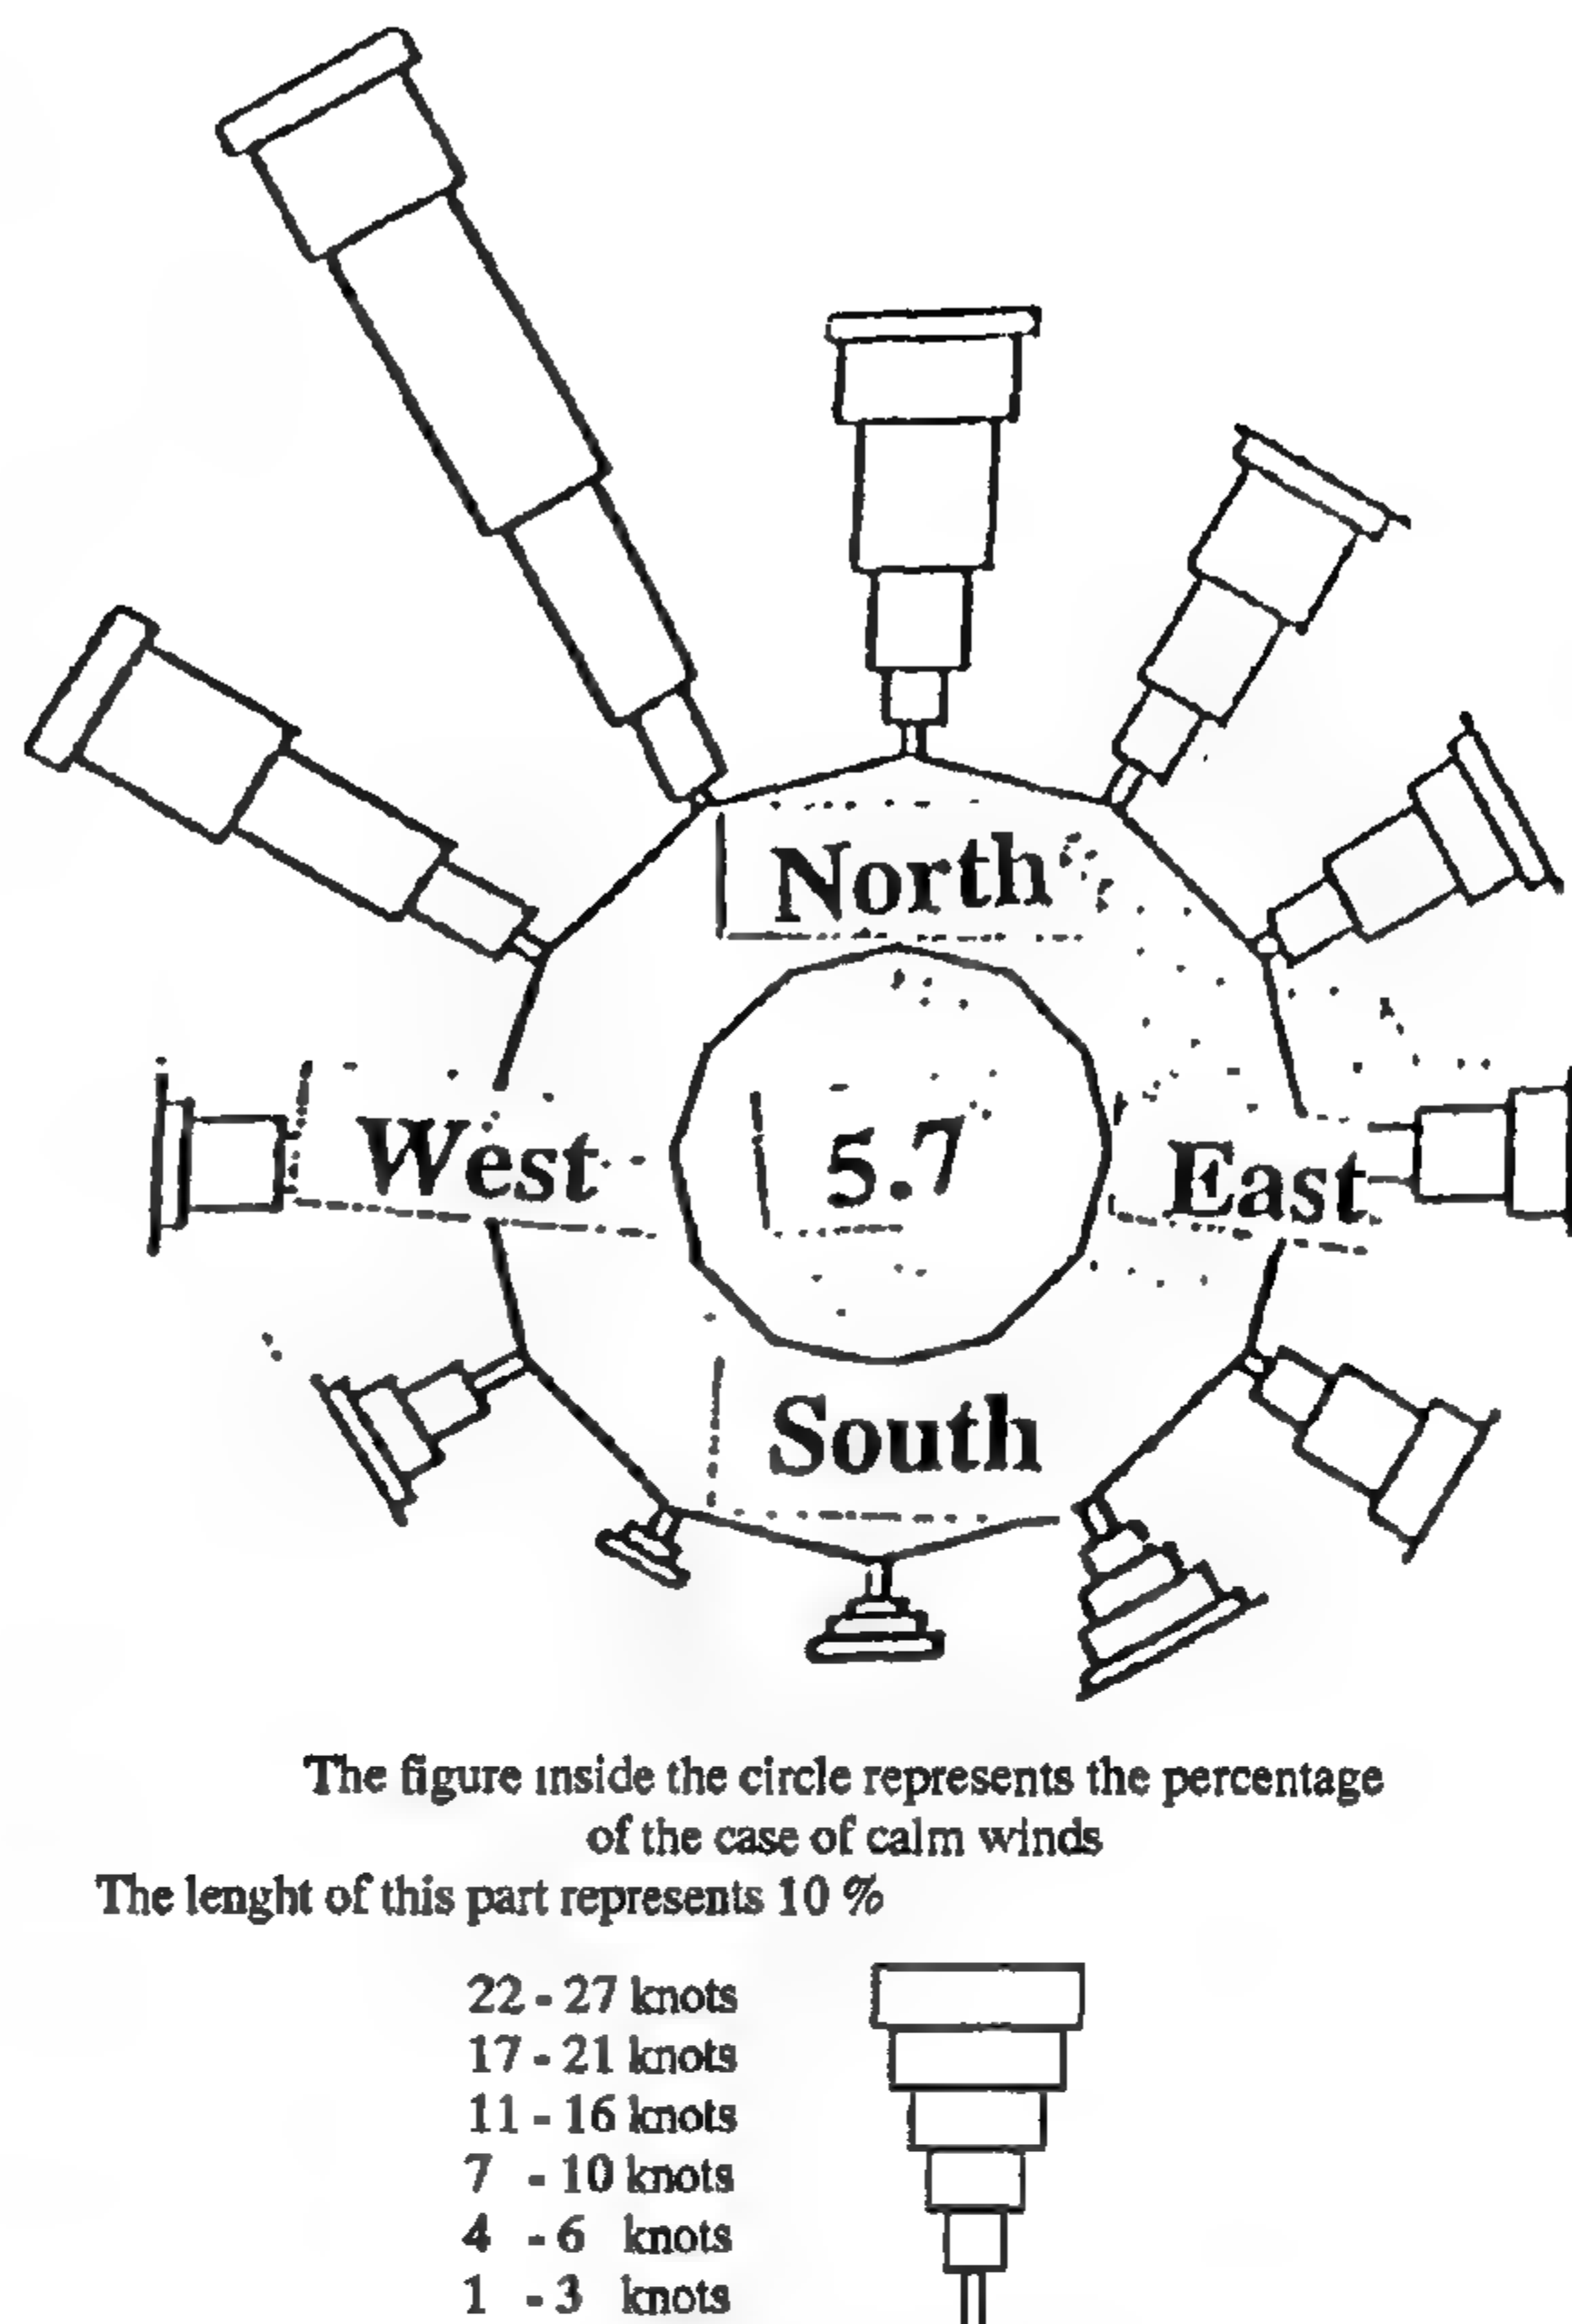 North
West
5.7
East
South
The figure inside the circle represents the percentage
of the case of calm winds
The lenght of this part represents 10 %
22 - 27 knots
17 - 21 knots
11 - 16 knots
7 - 10 knots
4 - 6 knots
1 - 3 knots